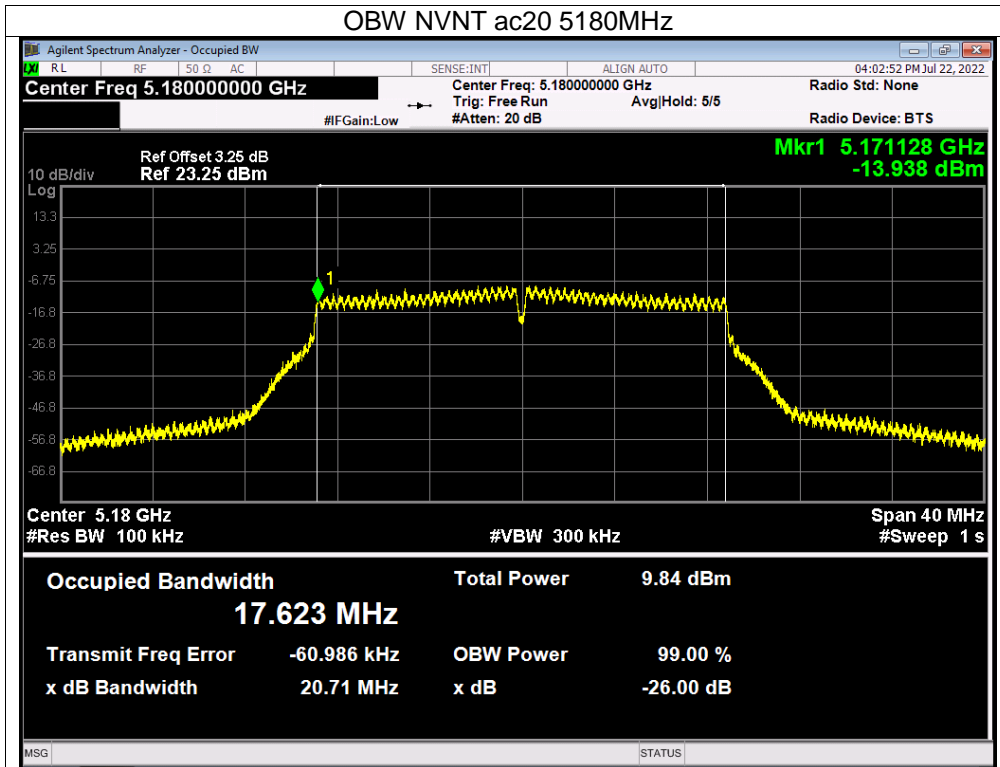 OBW NVNT ac20 5180MHz
Agilent Spectrum Analyzer - Occupied BW
LXI RL RF 50 Ω AC SENSE:INT ALIGN AUTO 04:02:52 PM Jul 22, 2022
Center Freq 5.180000000 GHz Center Freq: 5.180000000 GHz Radio Std: None
Trig: Free Run Avg|Hold: 5/5
#IFGain:Low #Atten: 20 dB Radio Device: BTS
Mkr1 5.171128 GHz
-13.938 dBm
Ref Offset 3.25 dB
10 dB/div Ref 23.25 dBm
Log
13.3
3.25
-6.75
1
-16.8
-26.8
-36.8
-46.8
-56.8
-66.8
Center 5.18 GHz Span 40 MHz
#Res BW 100 kHz #VBW 300 kHz #Sweep 1 s
Occupied Bandwidth Total Power 9.84 dBm
17.623 MHz
Transmit Freq Error -60.986 kHz OBW Power 99.00 %
x dB Bandwidth 20.71 MHz x dB -26.00 dB
MSG STATUS